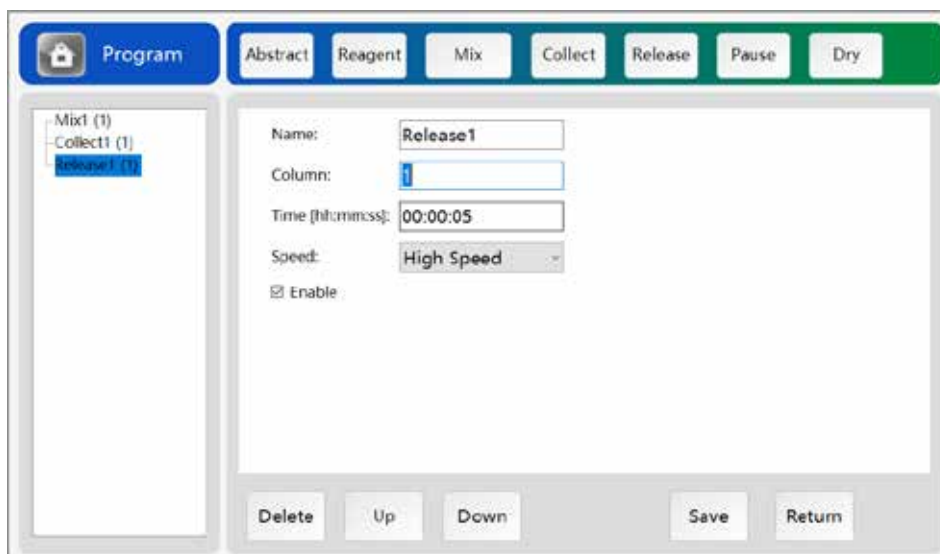 Program
Abstract Reagent Mix Collect Release Pause Dry
Mix1 (1)
Collect1 (1)
Release1 (1)
Name: Release1
Column: 1
Time [hh:mm:ss]: 00:00:05
Speed: High Speed
Enable
Delete Up Down Save Return